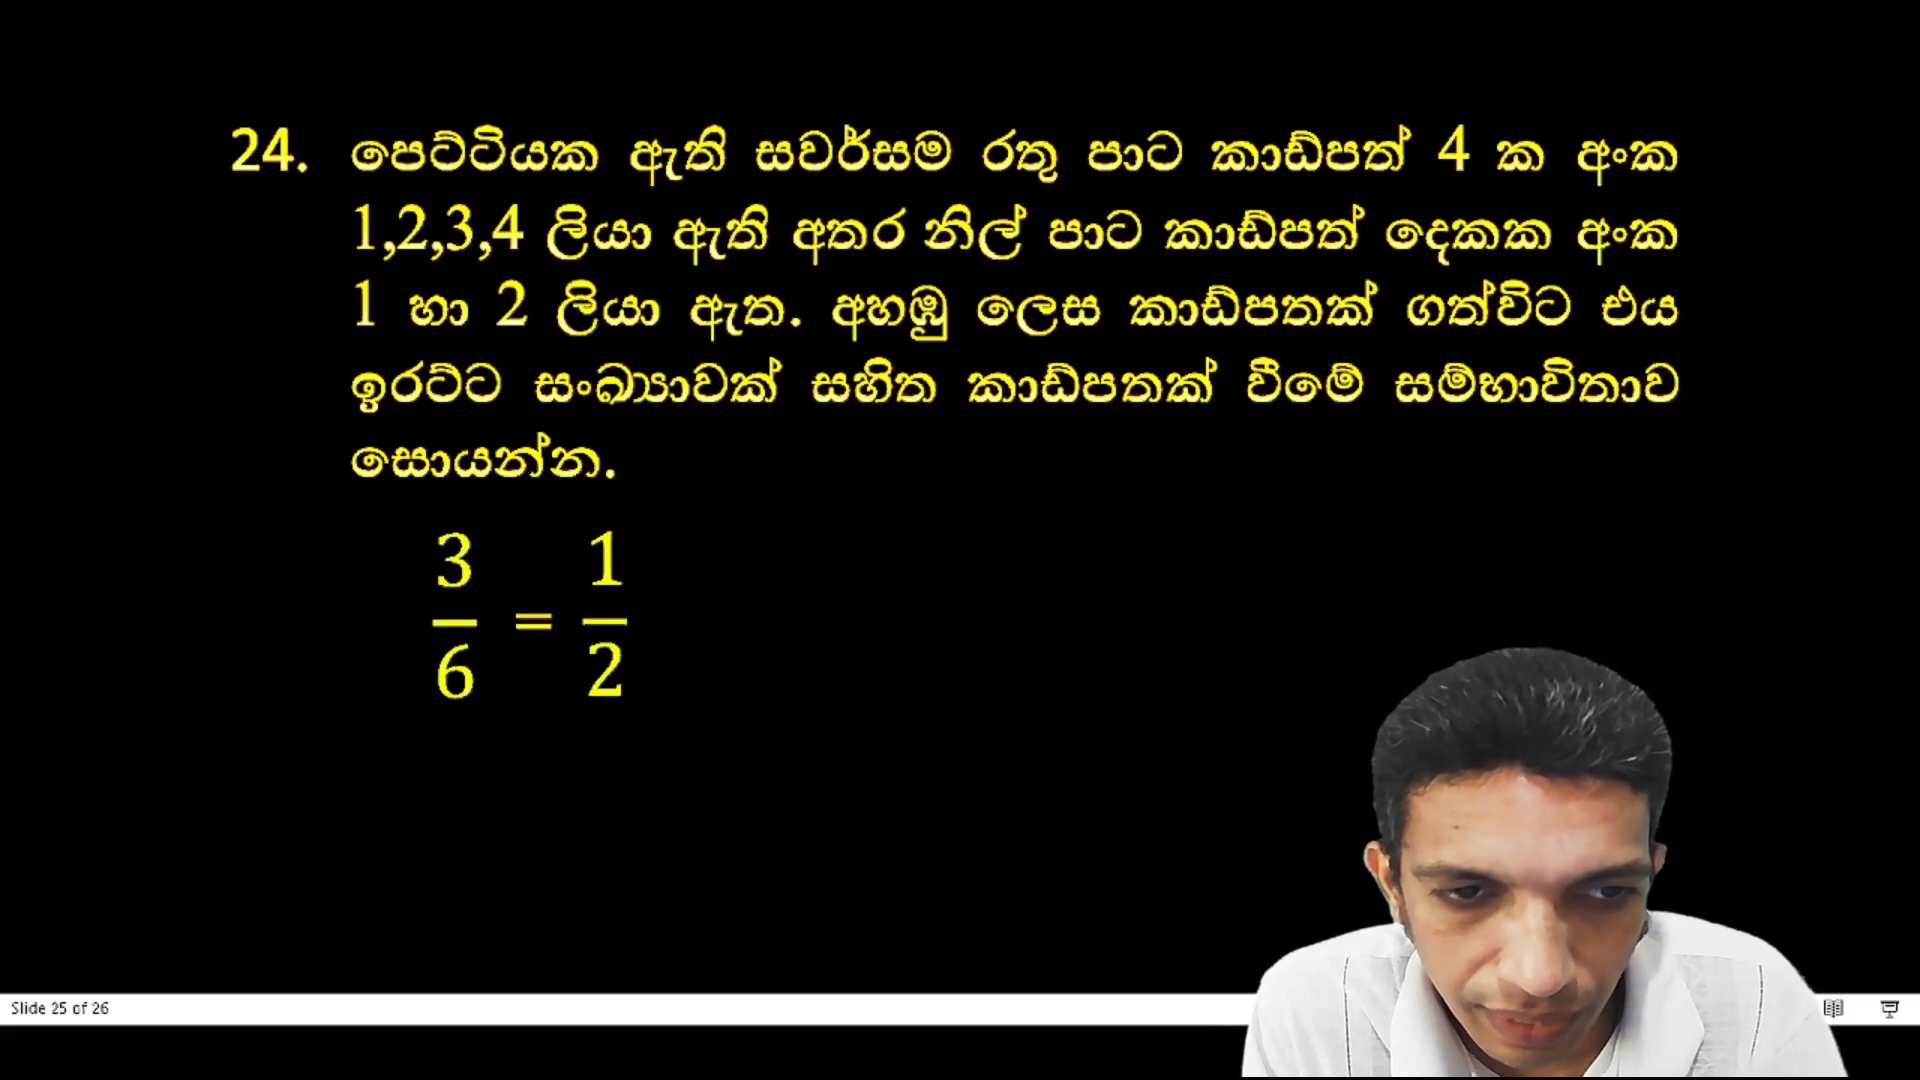 24. පෙට්ටියක ඇති සවර්සම රතු පාට කාඩ්පත් 4 ක අංක
1,2,3,4 ලියා ඇති අතර නිල් පාට කාඩ්පත් දෙකක අංක
1 හා 2 ලියා ඇත. අහඹු ලෙස කාඩ්පතක් ගත්විට එය
ඉරට්ට සංඛ්‍යාවක් සහිත කාඩ්පතක් වීමේ සම්භාවිතාව
සොයන්න.
3/6 = 1/2
Slide 25 of 26